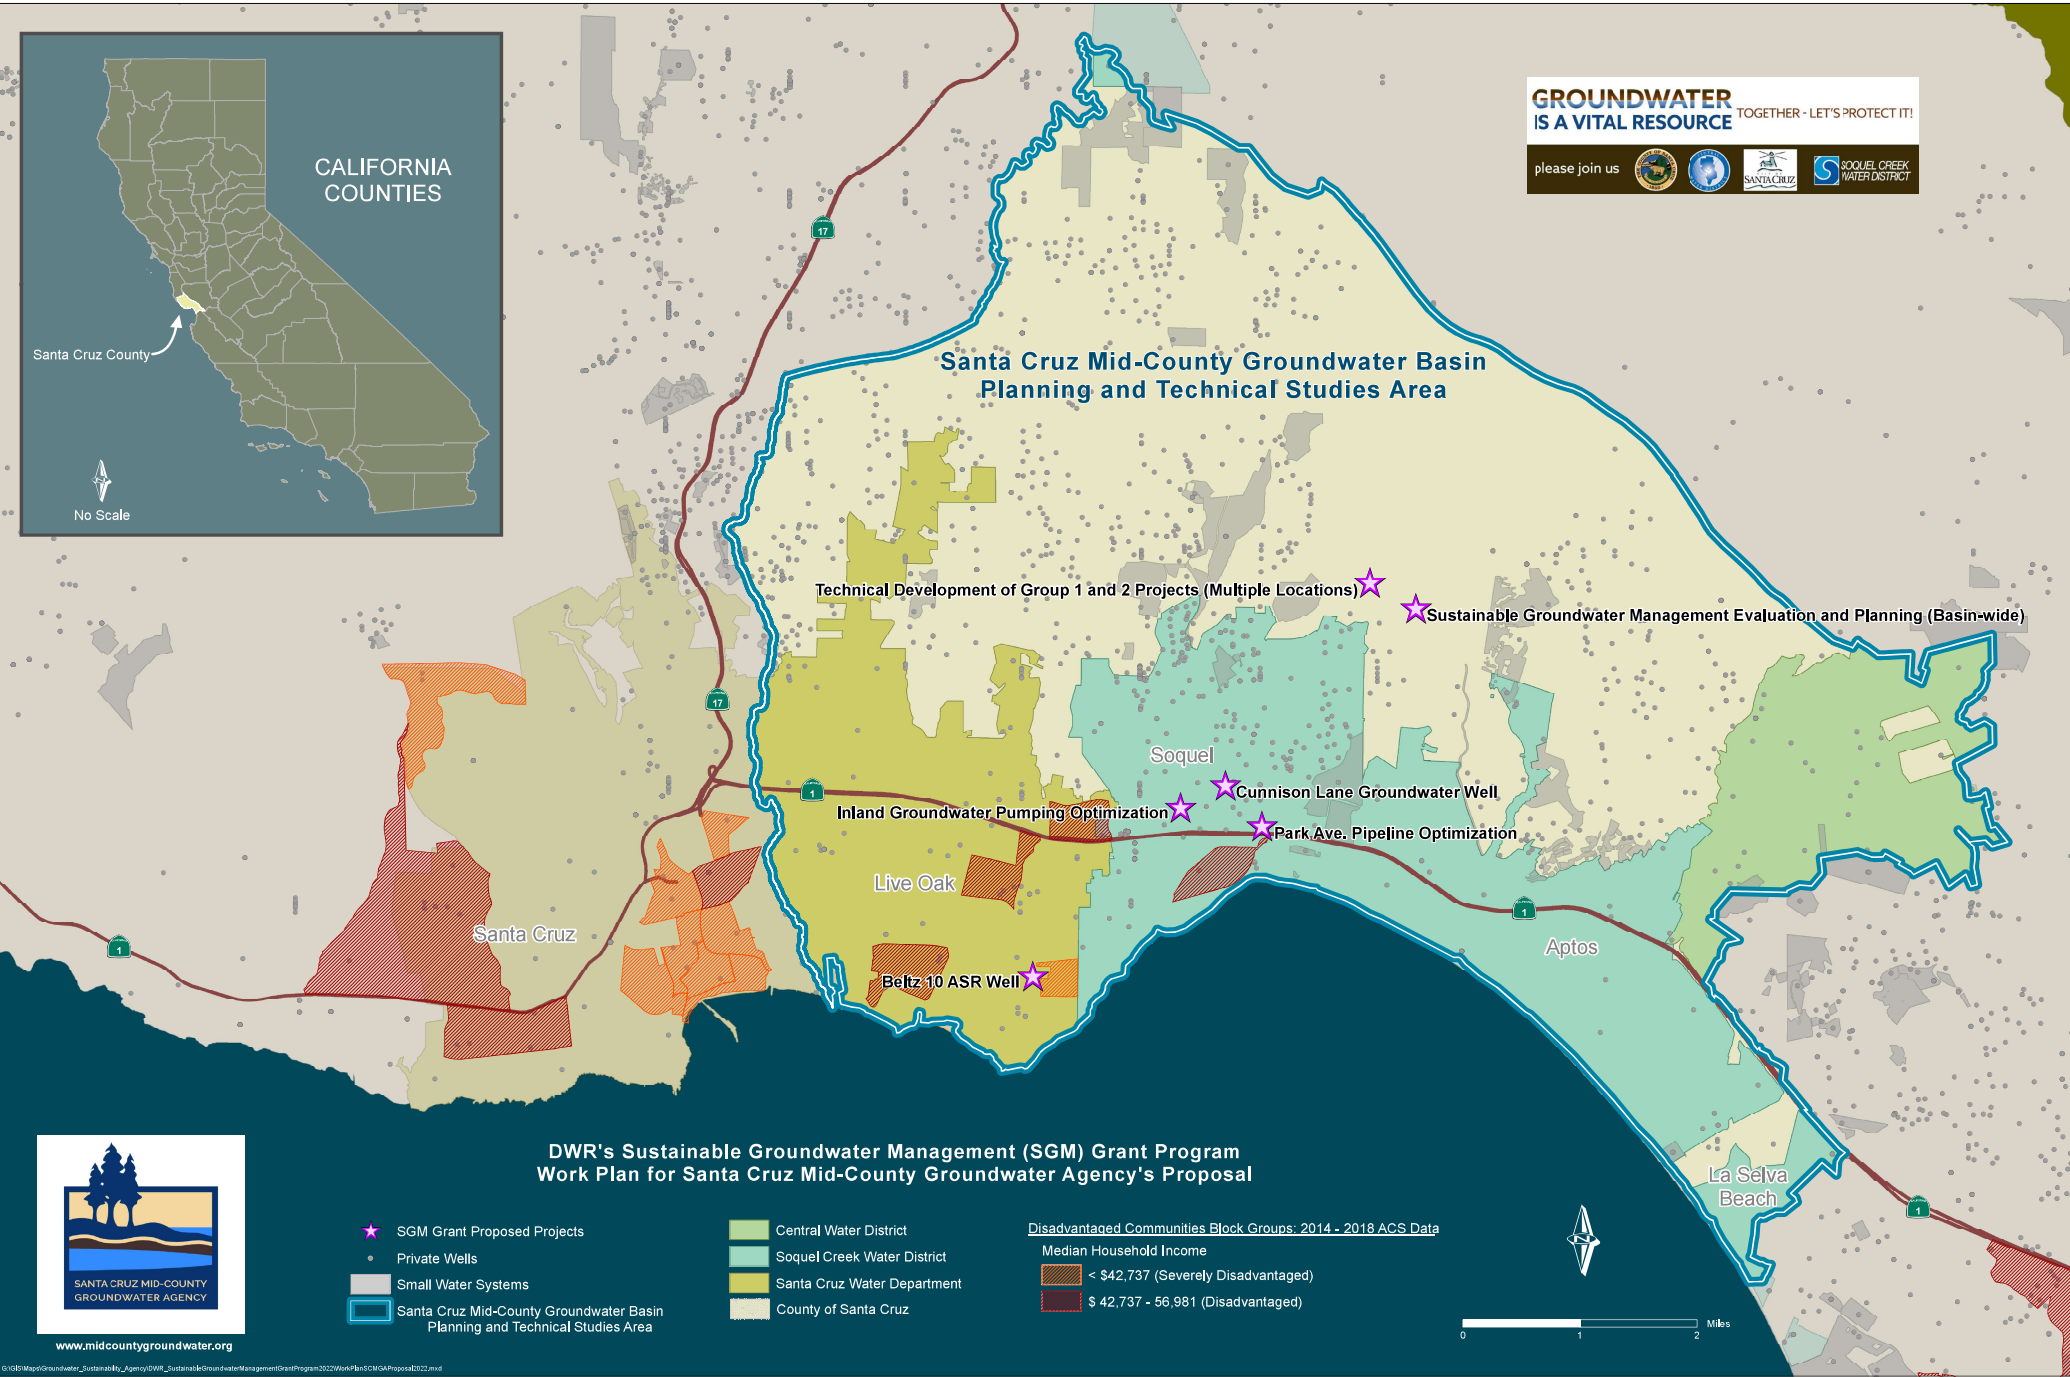 CALIFORNIA
COUNTIES
Santa Cruz County
No Scale
GROUNDWATER
IS A VITAL RESOURCE
TOGETHER - LET'S PROTECT IT!
please join us
SANTA CRUZ
SOQUEL CREEK
WATER DISTRICT
17
Santa Cruz Mid-County Groundwater Basin
Planning and Technical Studies Area
Technical Development of Group 1 and 2 Projects (Multiple Locations)
Sustainable Groundwater Management Evaluation and Planning (Basin-wide)
17
Soquel
1
Cunnison Lane Groundwater Well
Inland Groundwater Pumping Optimization
Park Ave. Pipeline Optimization
Live Oak
1
Santa Cruz
1
Aptos
Beltz 10 ASR Well
La Selva
Beach
1
DWR's Sustainable Groundwater Management (SGM) Grant Program
Work Plan for Santa Cruz Mid-County Groundwater Agency's Proposal
SGM Grant Proposed Projects
Private Wells
Small Water Systems
Santa Cruz Mid-County Groundwater Basin
Planning and Technical Studies Area
Central Water District
Soquel Creek Water District
Santa Cruz Water Department
County of Santa Cruz
Disadvantaged Communities Block Groups: 2014 - 2018 ACS Data
Median Household Income
< $42,737 (Severely Disadvantaged)
$ 42,737 - 56,981 (Disadvantaged)
N
Miles
0 1 2
SANTA CRUZ MID-COUNTY
GROUNDWATER AGENCY
www.midcountygroundwater.org
G:\GIS\Maps\Groundwater_Sustainability_Agency\DWR_SustainableGroundwaterManagementGrantProgram2022\WorkPlanSCMGAProposal2022.mxd